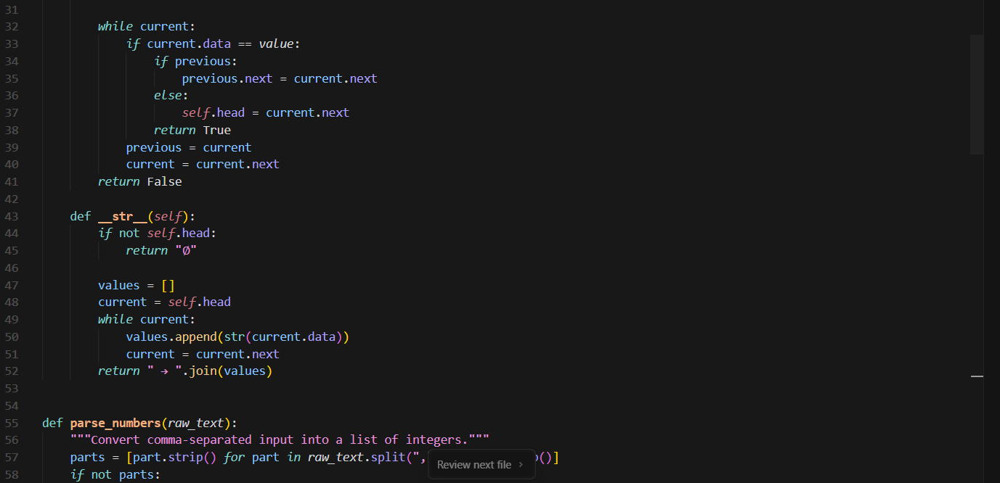 31
32 while current:
33 if current.data == value:
34 if previous:
35 previous.next = current.next
36 else:
37 self.head = current.next
38 return True
39 previous = current
40 current = current.next
41 return False
42
43 def __str__(self):
44 if not self.head:
45 return "Ø"
46
47 values = []
48 current = self.head
49 while current:
50 values.append(str(current.data))
51 current = current.next
52 return " → ".join(values)
53
54
55 def parse_numbers(raw_text):
56 """Convert comma-separated input into a list of integers."""
57 parts = [part.strip() for part in raw_text.split(", ()]
Review next file ›
58 if not parts: